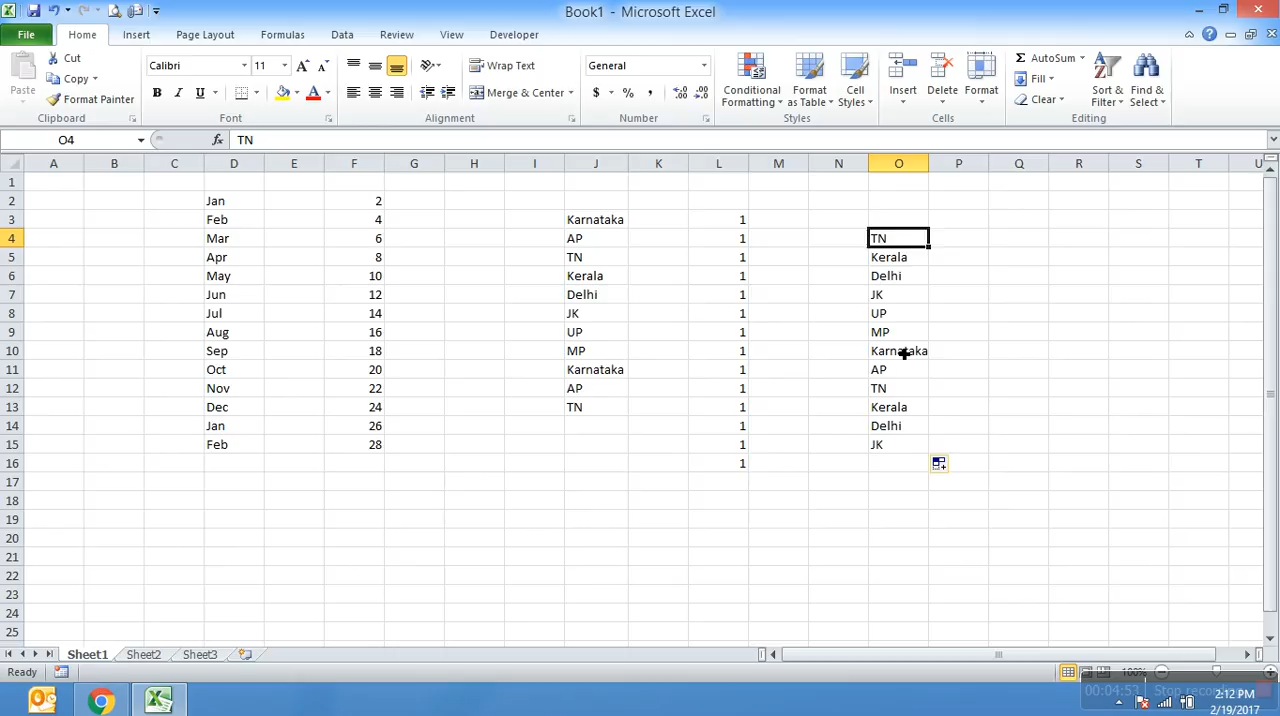 Book1 - Microsoft Excel
File Home Insert Page Layout Formulas Data Review View Developer
Cut Calibri 11 Wrap Text General AutoSum
Copy Fill
Paste Format Painter B I U Merge & Center $ % , Conditional Formatting Format as Table Cell Styles Insert Delete Format Clear Sort & Filter Find & Select
Clipboard Font Alignment Number Styles Cells Editing
O4 fx TN
A B C D E F G H I J K L M N O P Q R S T U
1
2 Jan 2
3 Feb 4 Karnataka 1
4 Mar 6 AP 1 TN
5 Apr 8 TN 1 Kerala
6 May 10 Kerala 1 Delhi
7 Jun 12 Delhi 1 JK
8 Jul 14 JK 1 UP
9 Aug 16 UP 1 MP
10 Sep 18 MP 1 Karnataka
11 Oct 20 Karnataka 1 AP
12 Nov 22 AP 1 TN
13 Dec 24 TN 1 Kerala
14 Jan 26 1 Delhi
15 Feb 28 1 JK
16 1
17
18
19
20
21
22
23
24
25
Sheet1 Sheet2 Sheet3
Ready 100%
00:04:53 Stop recording
2:12 PM
2/19/2017